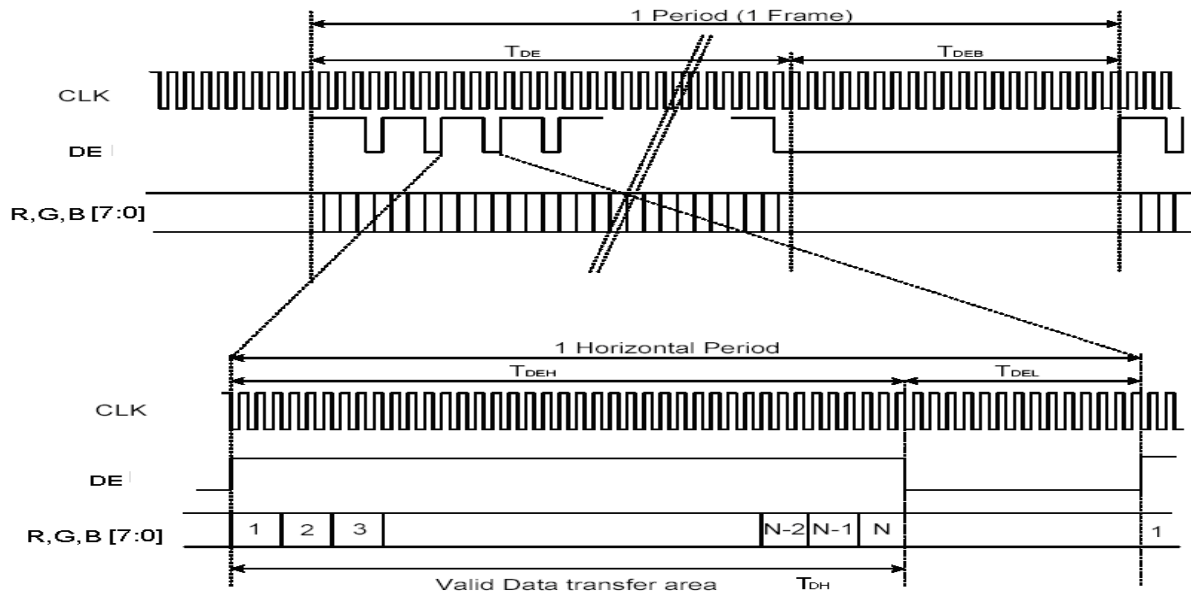 1 Period (1 Frame)
TDE
TDEB
CLK
DE
R,G,B [7:0]
1 Horizontal Period
TDEH
TDEL
CLK
DE
R,G,B [7:0]
1
2
3
N-2
N-1
N
1
Valid Data transfer area
TDH